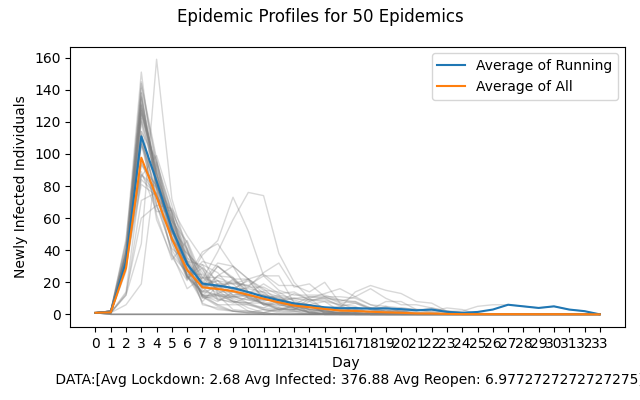 Epidemic Profiles for 50 Epidemics
Average of Running
Average of All
160
140
120
100
80
60
40
20
0
Newly Infected Individuals
0 1 2 3 4 5 6 7 8 9 10 11 12 13 14 15 16 17 18 19 20 21 22 23 24 25 26 27 28 29 30 31 32 33
Day
DATA:[Avg Lockdown: 2.68 Avg Infected: 376.88 Avg Reopen: 6.9772727272727275